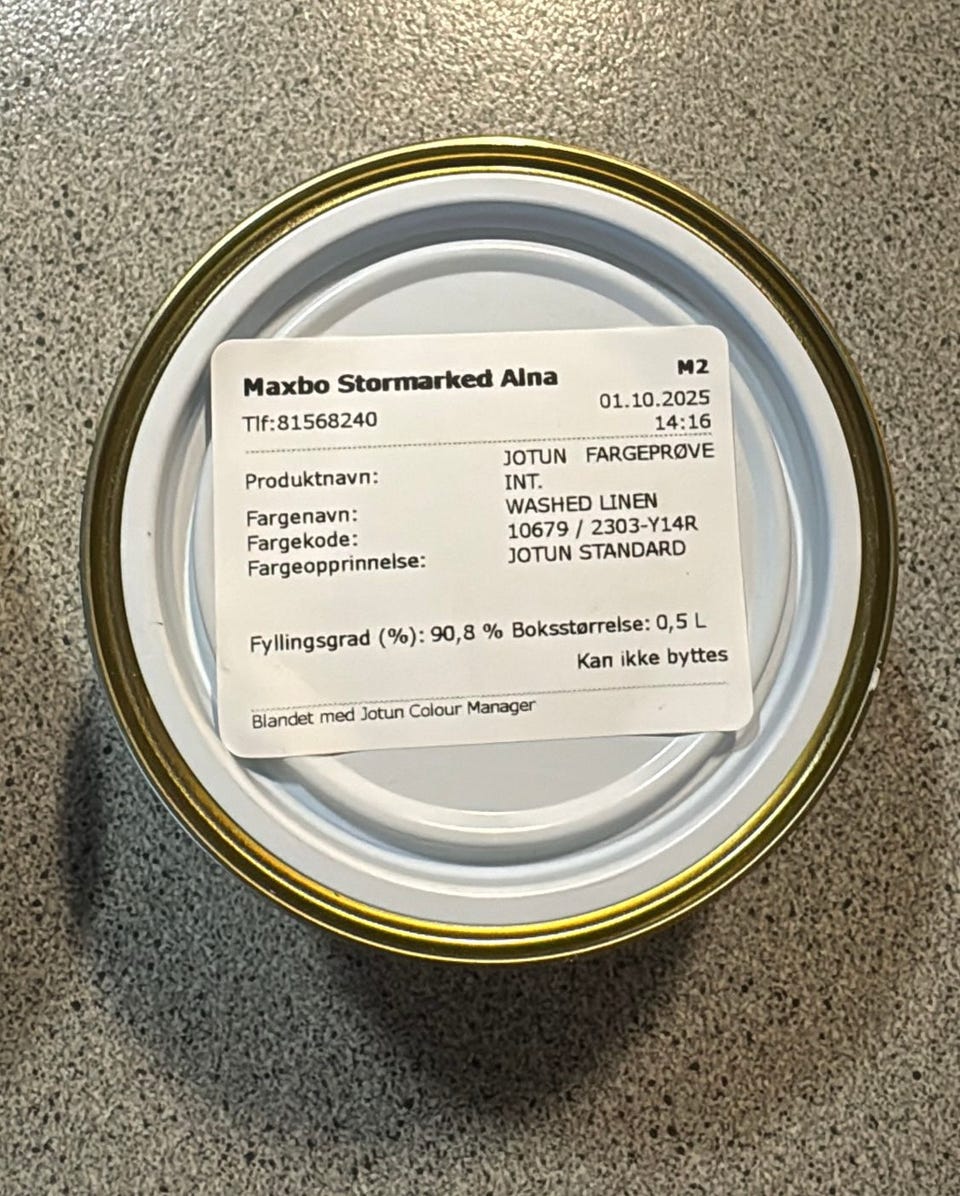 Maxbo Stormarked Alna M2
Tlf:81568240 01.10.2025
14:16
Produktnavn: JOTUN FARGEPRØVE
INT.
Fargenavn: WASHED LINEN
Fargekode: 10679 / 2303-Y14R
Fargeopprinnelse: JOTUN STANDARD
Fyllingsgrad (%): 90,8 % Boksstørrelse: 0,5 L
Kan ikke byttes
Blandet med Jotun Colour Manager